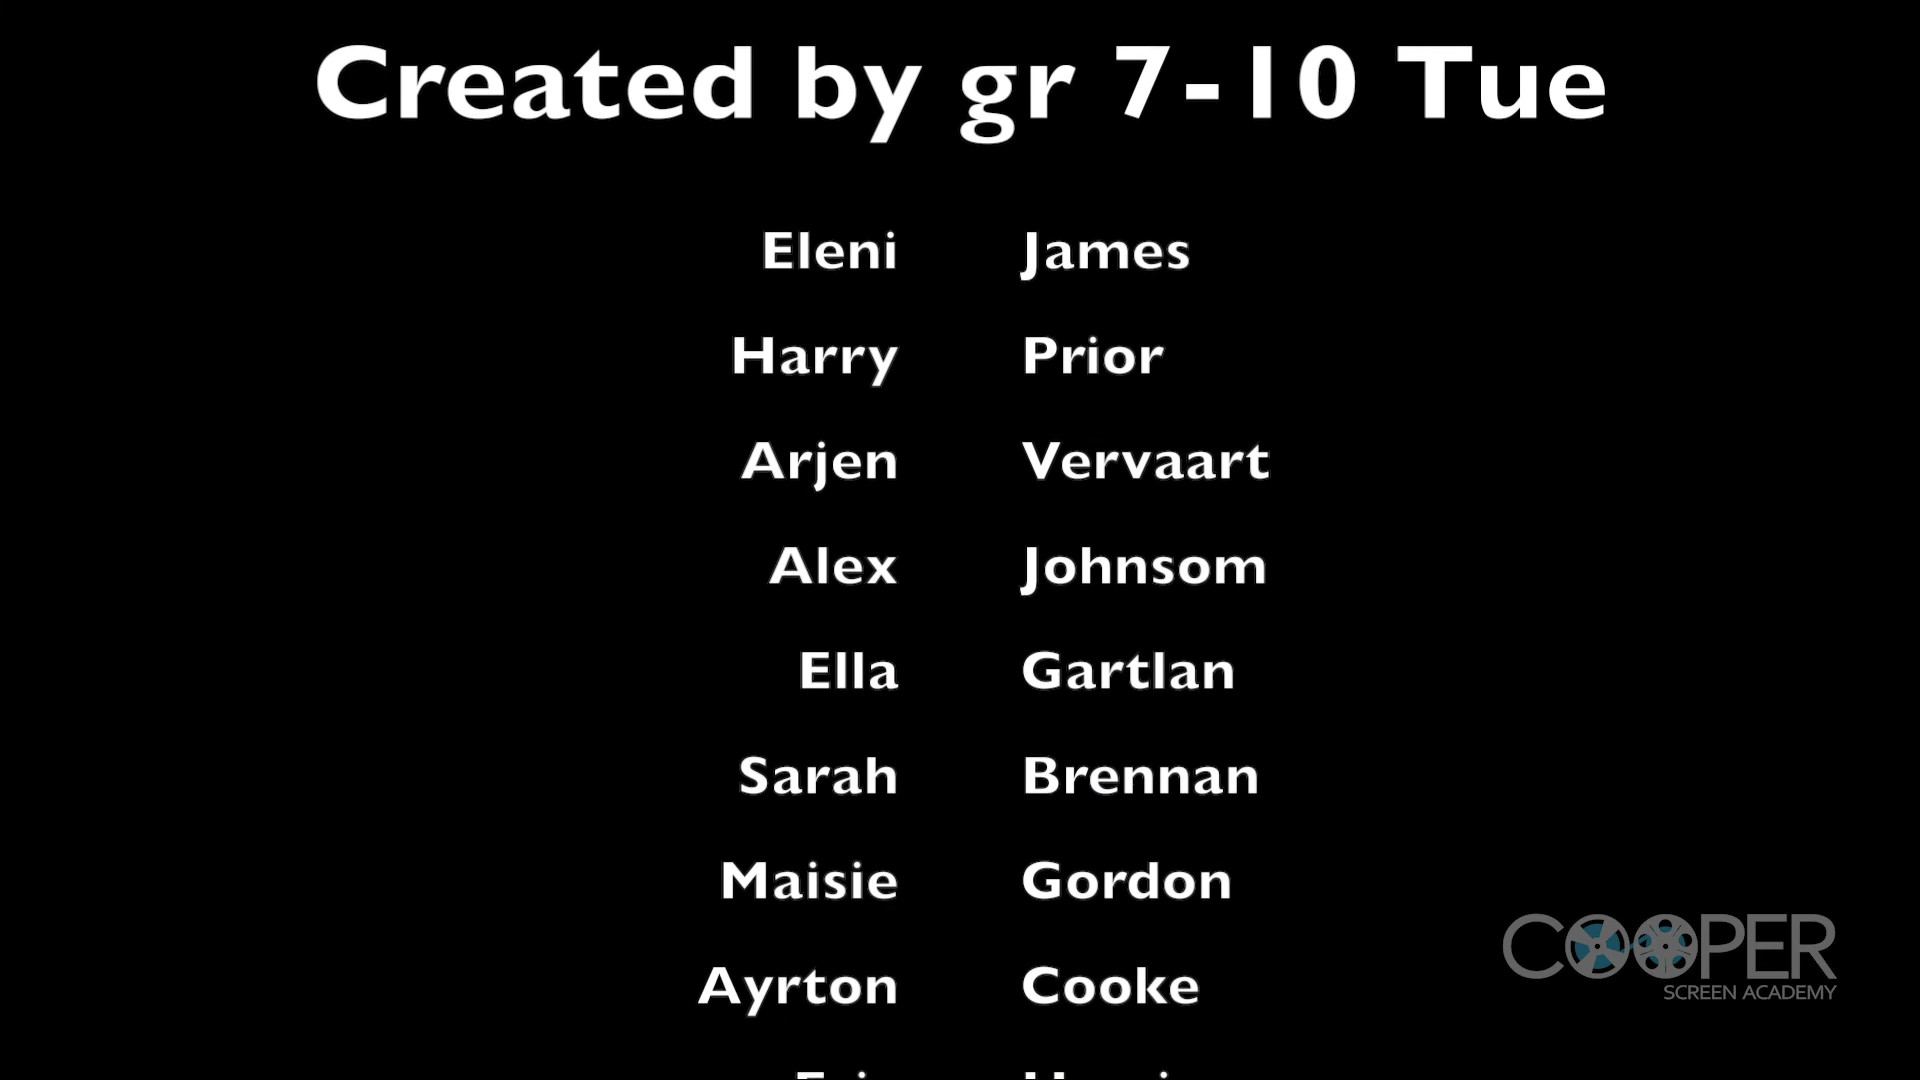 Created by gr 7-10 Tue
Eleni James
Harry Prior
Arjen Vervaart
Alex Johnsom
Ella Gartlan
Sarah Brennan
Maisie Gordon
Ayrton Cooke
COOPER
SCREEN ACADEMY